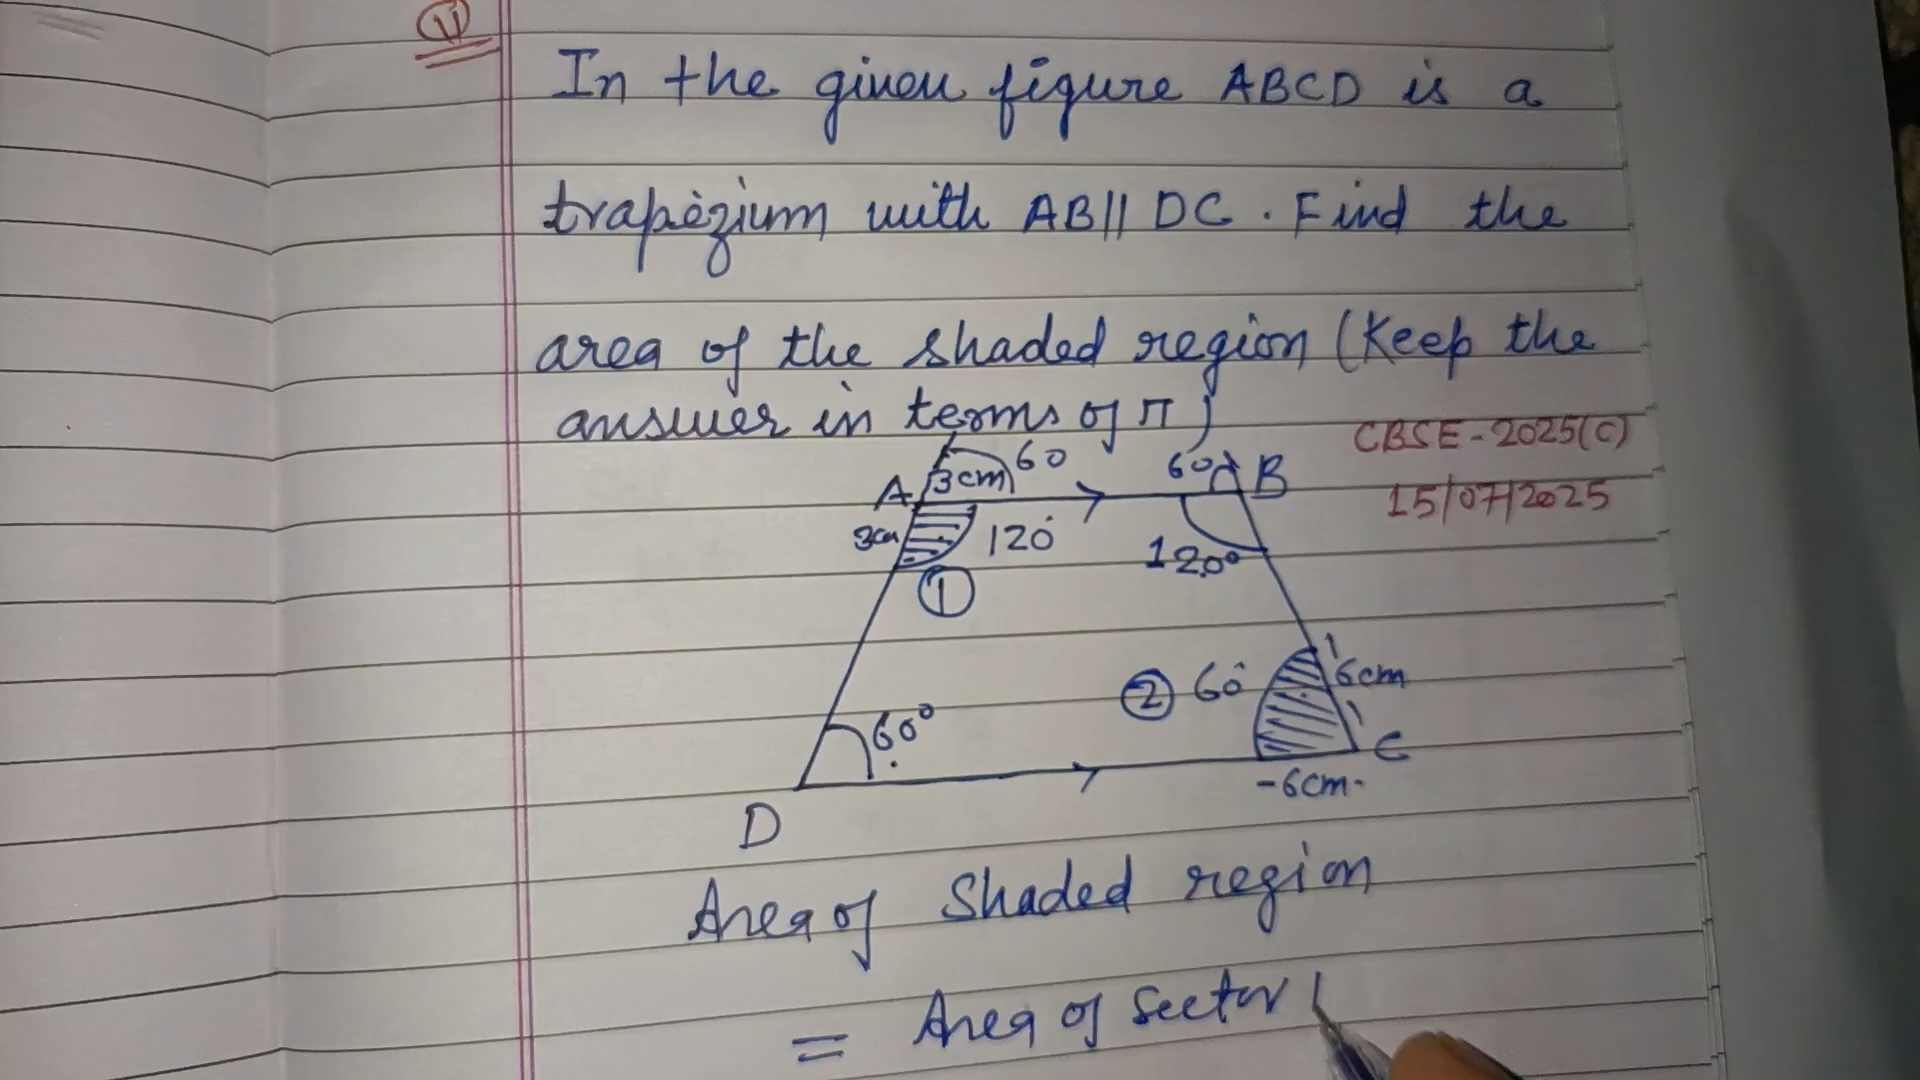 11
In the given figure ABCD is a
trapezium with AB || DC. Find the
area of the shaded region (Keep the
answer in terms of π)
CBSE-2025(C)
15/07/2025
A 3cm 60
60 B
3cm 120°
120°
1
2 60°
6cm
60°
C
-6cm-
D
Area of Shaded region
= Area of Sector